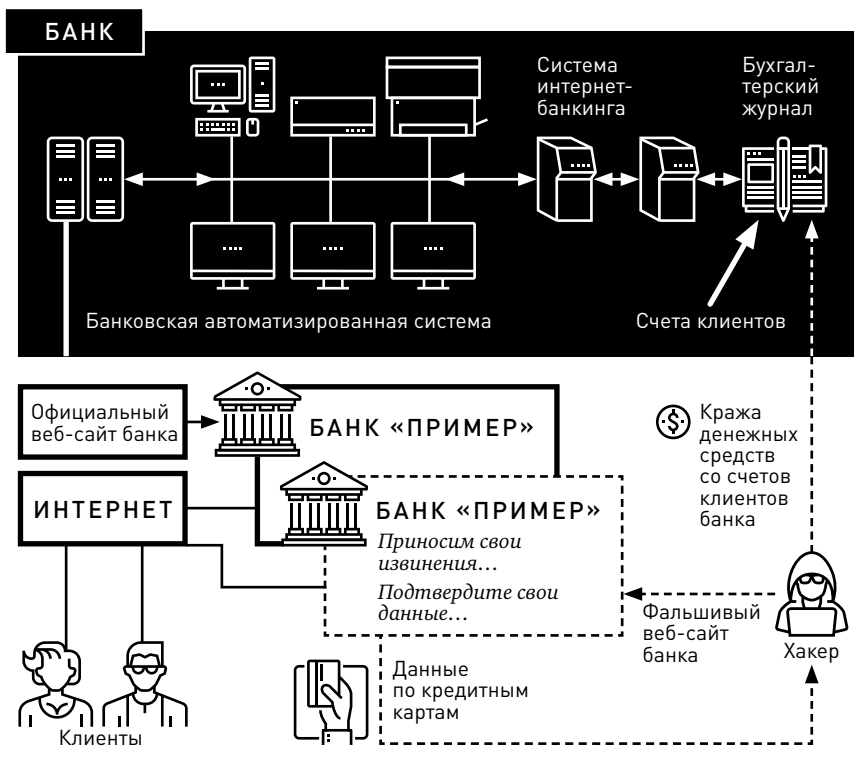 БАНК
Система
интернет-
банкинга
Бухгал-
терский
журнал
Банковская автоматизированная система
Счета клиентов
Официальный
веб-сайт банка
БАНК «ПРИМЕР»
Кража
денежных
средств
со счетов
клиентов
банка
ИНТЕРНЕТ
БАНК «ПРИМЕР»
Приносим свои
извинения…
Подтвердите свои
данные…
Фальшивый
веб-сайт
банка
Хакер
Данные
по кредитным
картам
Клиенты